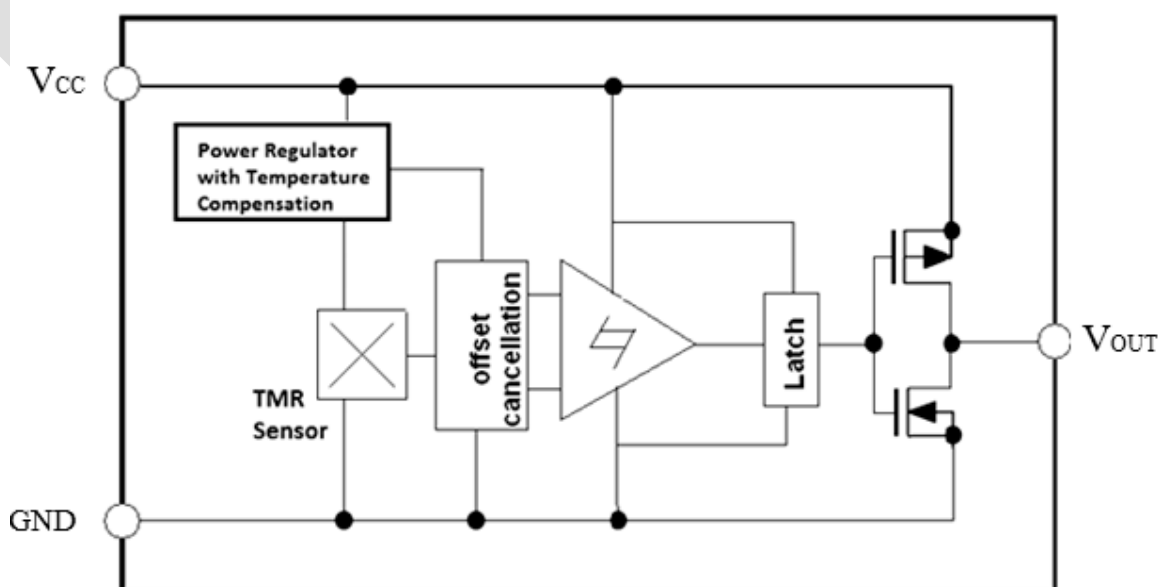 VCC
Power Regulator
with Temperature
Compensation
offset
cancellation
Latch
VOUT
TMR
Sensor
GND